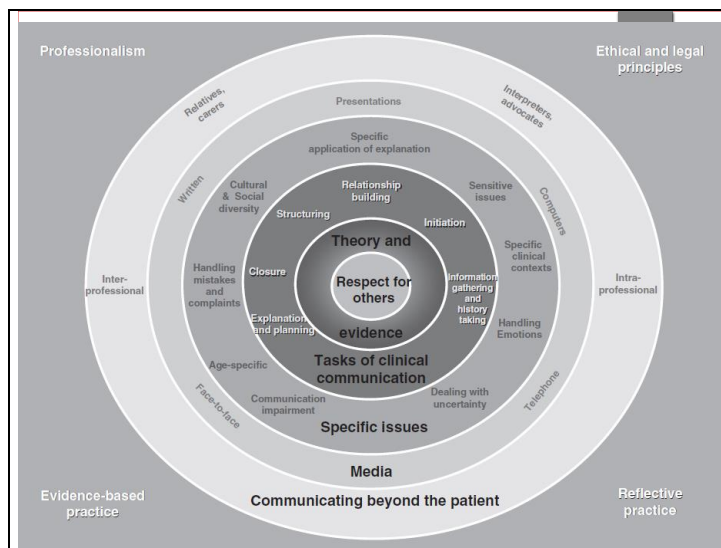 Professionalism
Ethical and legal
principles
Relatives,
carers
Interpreters,
advocates
Presentations
Written
Computers
Specific
application of explanation
Cultural
& Social
diversity
Sensitive
issues
Relationship
building
Structuring
Initiation
Theory and
Specific
clinical
contexts
Inter-
professional
Handling
mistakes
and
complaints
Closure
Respect for
others
Information
gathering
and
history
taking
Intra-
professional
Explanation
and planning
evidence
Handling
Emotions
Age-specific
Tasks of clinical
communication
Communication
impairment
Dealing with
uncertainty
Face-to-face
Telephone
Specific issues
Media
Communicating beyond the patient
Evidence-based
practice
Reflective
practice